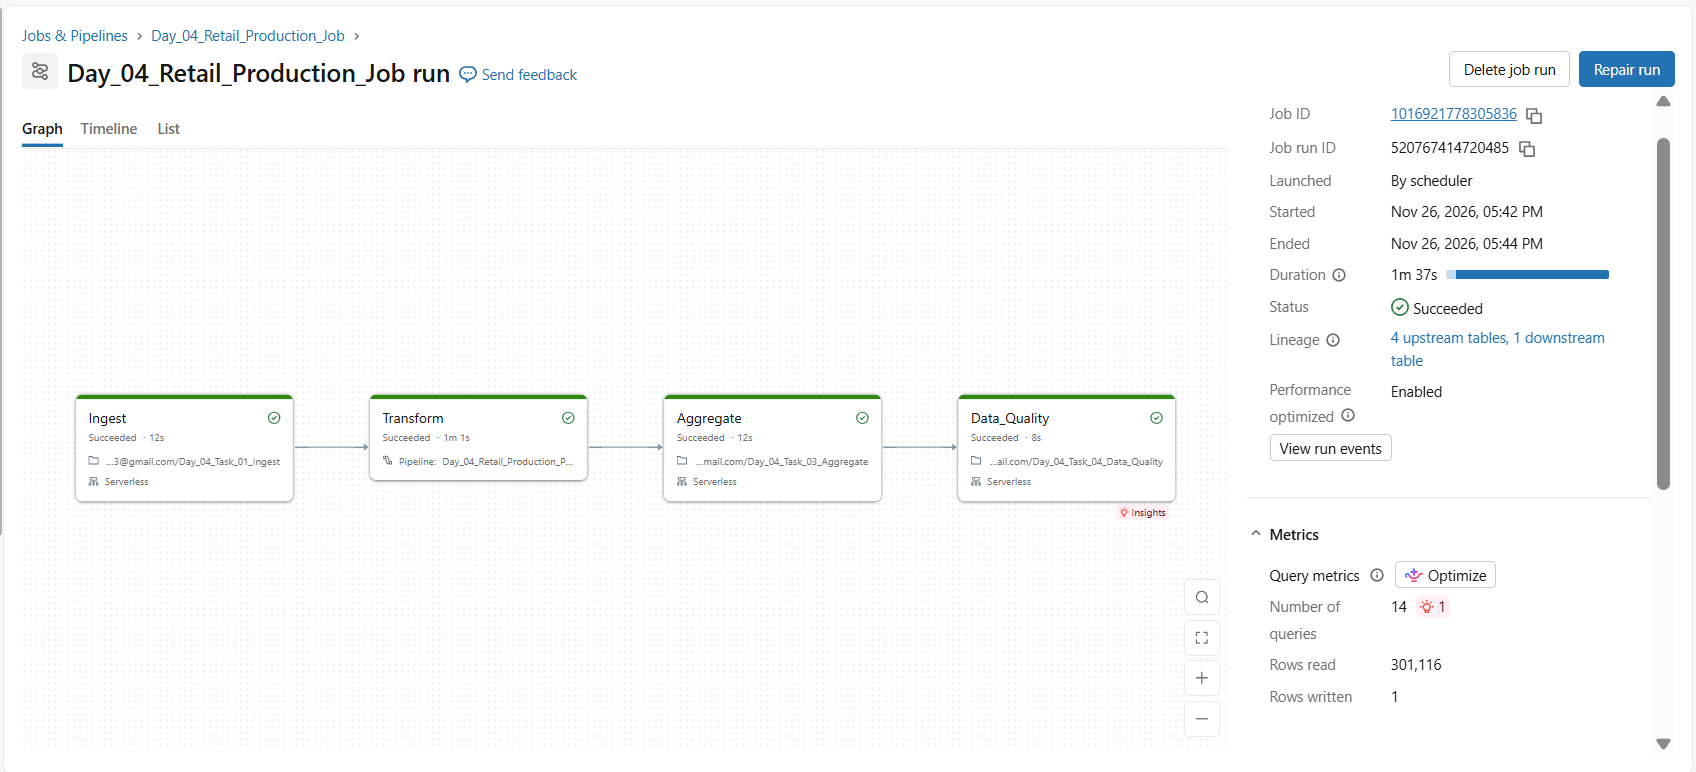 Jobs & Pipelines › Day_04_Retail_Production_Job ›
Day_04_Retail_Production_Job run Send feedback
Delete job run Repair run
Graph Timeline List
Ingest
Succeeded · 12s
...3@gmail.com/Day_04_Task_01_Ingest
Serverless
Transform
Succeeded · 1m 1s
Pipeline: Day_04_Retail_Production_P...
Aggregate
Succeeded · 12s
...mail.com/Day_04_Task_03_Aggregate
Serverless
Data_Quality
Succeeded · 8s
...ail.com/Day_04_Task_04_Data_Quality
Serverless
Insights
Job ID 1016921778305836
Job run ID 520767414720485
Launched By scheduler
Started Nov 26, 2026, 05:42 PM
Ended Nov 26, 2026, 05:44 PM
Duration 1m 37s
Status Succeeded
Lineage 4 upstream tables, 1 downstream
table
Performance
optimized Enabled
View run events
Metrics
Query metrics Optimize
Number of
queries 14 1
Rows read 301,116
Rows written 1